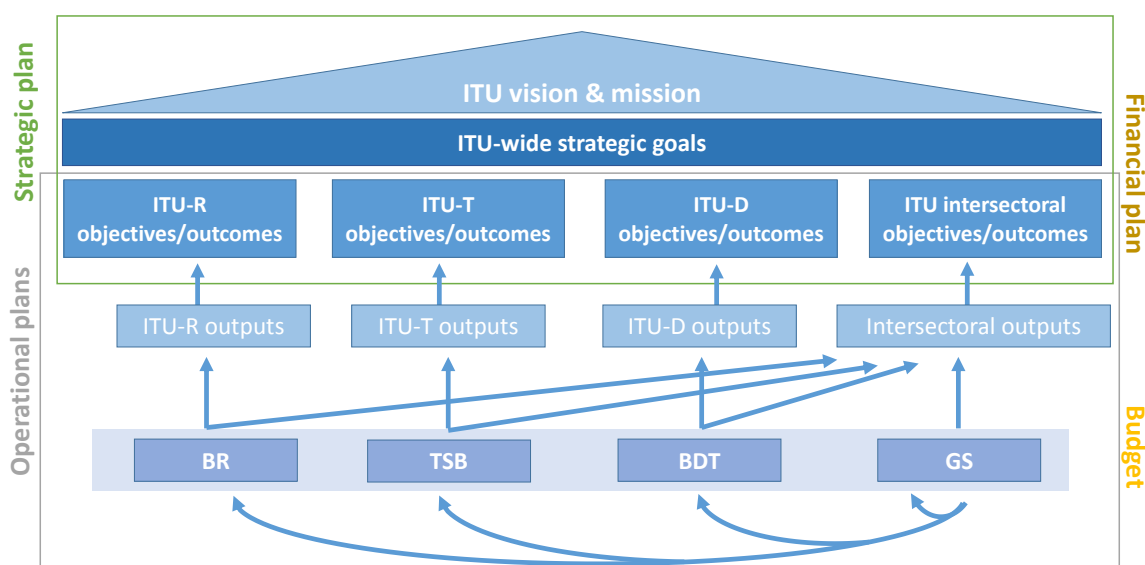 Strategic plan
ITU vision & mission
ITU-wide strategic goals
Financial plan
ITU-R
objectives/outcomes
ITU-T
objectives/outcomes
ITU-D
objectives/outcomes
ITU intersectoral
objectives/outcomes
Operational plans
ITU-R outputs
ITU-T outputs
ITU-D outputs
Intersectoral outputs
Budget
BR
TSB
BDT
GS